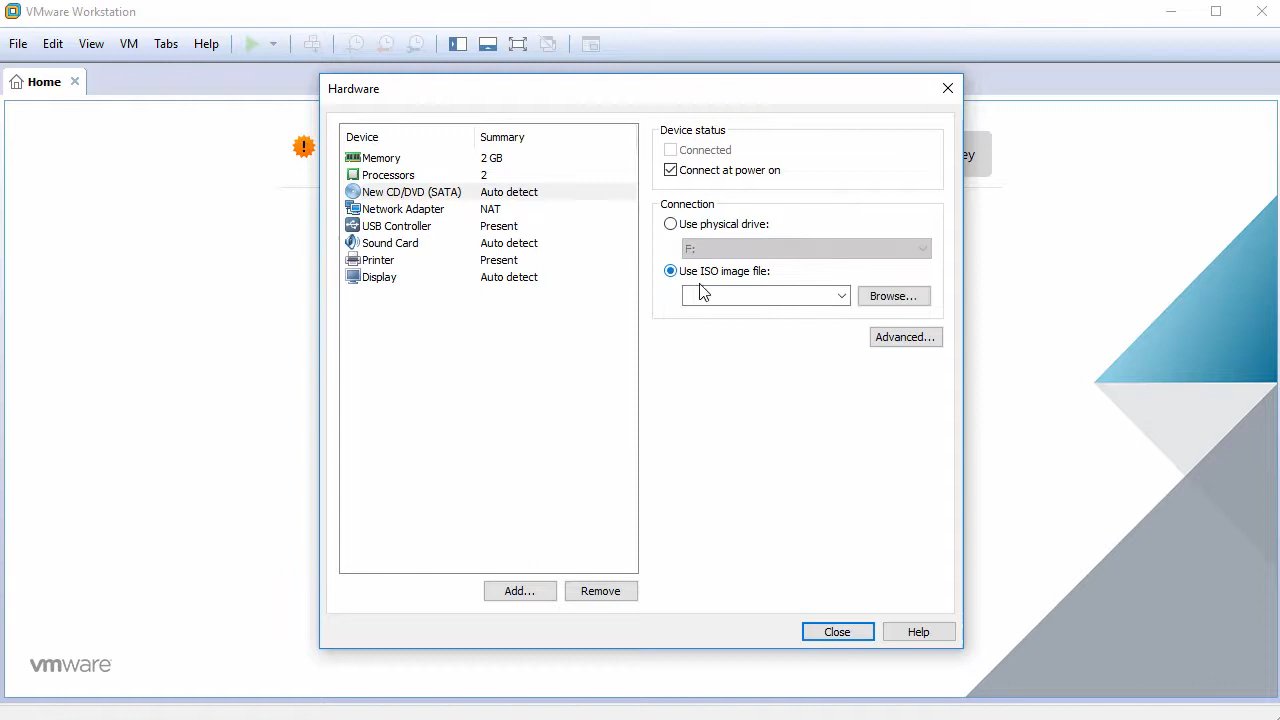 VMware Workstation
File Edit View VM Tabs Help
Home
Hardware
Device Summary
Memory 2 GB
Processors 2
New CD/DVD (SATA) Auto detect
Network Adapter NAT
USB Controller Present
Sound Card Auto detect
Printer Present
Display Auto detect
Add... Remove
Device status
Connected
Connect at power on
Connection
Use physical drive:
F:
Use ISO image file:
Browse...
Advanced...
Close Help
ey
!
vmware